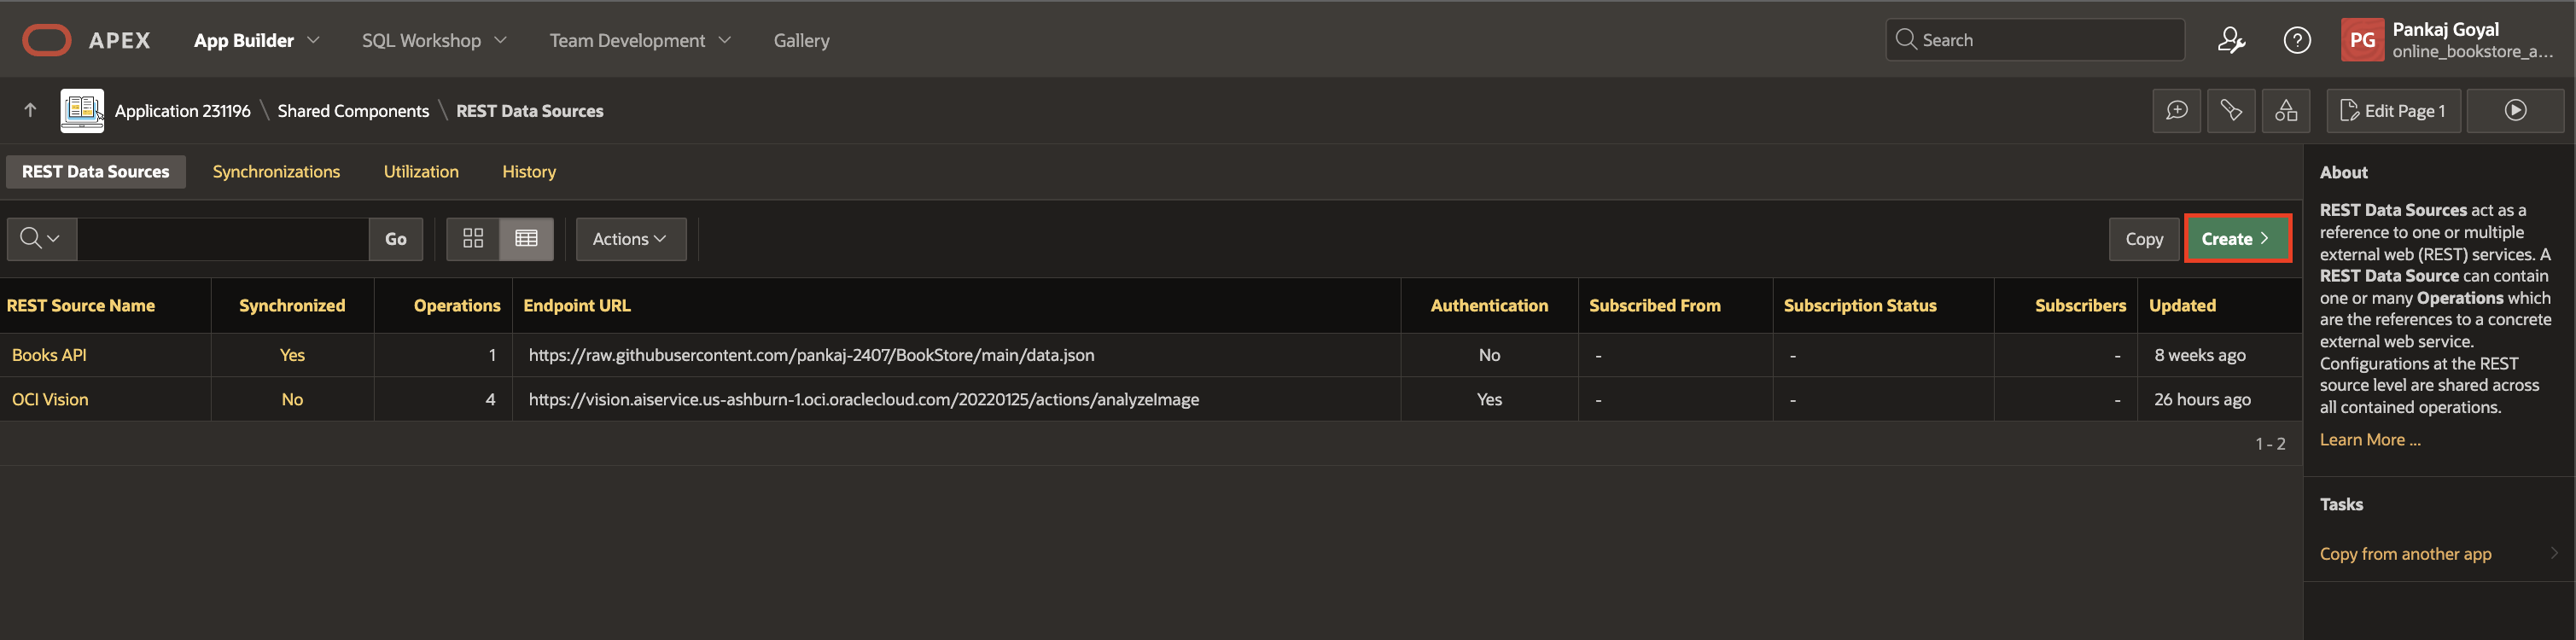 APEX App Builder SQL Workshop Team Development Gallery Search PG Pankaj Goyal
online_bookstore_a...
Application 231196 \ Shared Components \ REST Data Sources Edit Page 1
REST Data Sources Synchronizations Utilization History
Go Actions Copy Create
REST Source Name Synchronized Operations Endpoint URL Authentication Subscribed From Subscription Status Subscribers Updated
Books API Yes 1 https://raw.githubusercontent.com/pankaj-2407/BookStore/main/data.json No - - - 8 weeks ago
OCI Vision No 4 https://vision.aiservice.us-ashburn-1.oci.oraclecloud.com/20220125/actions/analyzeImage Yes - - - 26 hours ago
1 - 2
About
REST Data Sources act as a
reference to one or multiple
external web (REST) services. A
REST Data Source can contain
one or many Operations which
are the references to a concrete
external web service.
Configurations at the REST
source level are shared across
all contained operations.
Learn More ...
Tasks
Copy from another app